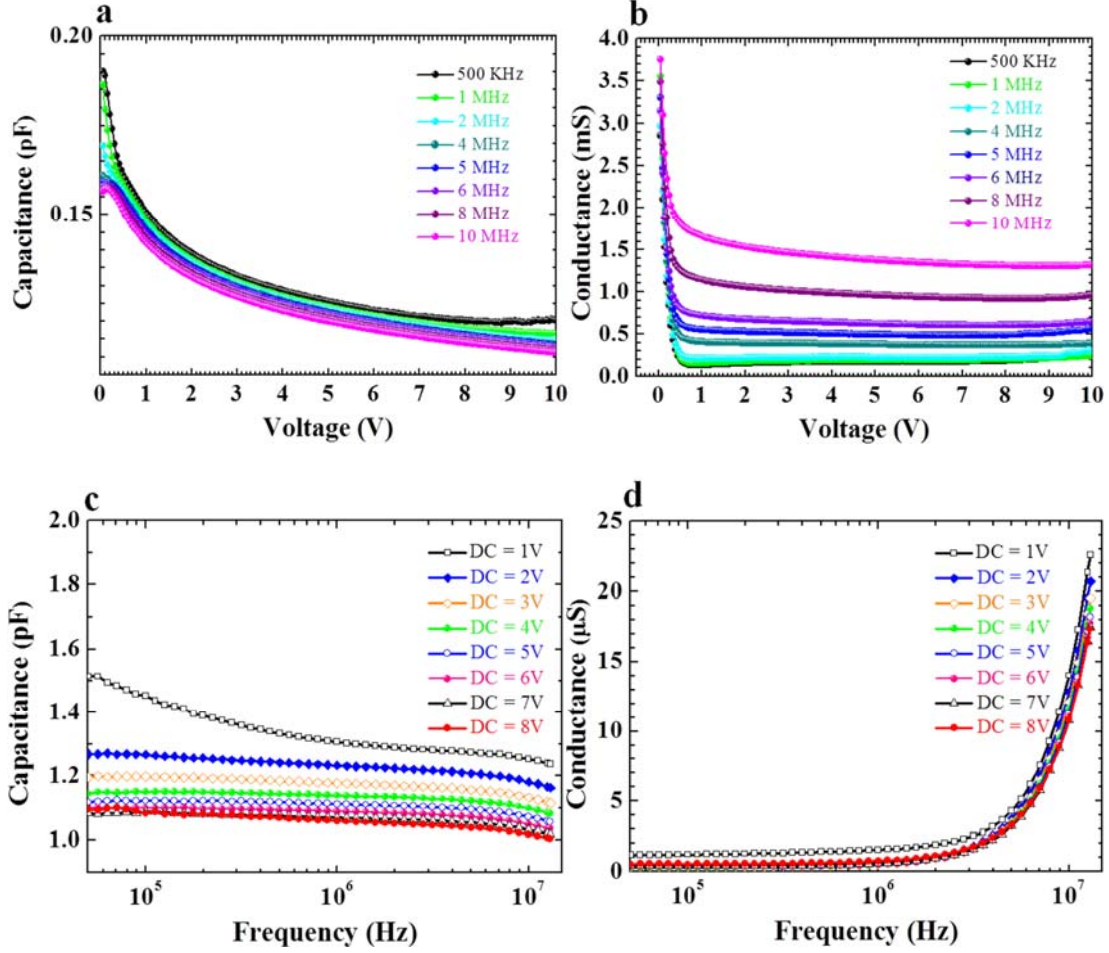 a
Capacitance (pF)
0.20
0.15
500 KHz
1 MHz
2 MHz
4 MHz
5 MHz
6 MHz
8 MHz
10 MHz
0 1 2 3 4 5 6 7 8 9 10
Voltage (V)
b
Conductance (mS)
4.0
3.5
3.0
2.5
2.0
1.5
1.0
0.5
0.0
500 KHz
1 MHz
2 MHz
4 MHz
5 MHz
6 MHz
8 MHz
10 MHz
0 1 2 3 4 5 6 7 8 9 10
Voltage (V)
c
Capacitance (pF)
2.0
1.8
1.6
1.4
1.2
1.0
DC = 1V
DC = 2V
DC = 3V
DC = 4V
DC = 5V
DC = 6V
DC = 7V
DC = 8V
10⁵ 10⁶ 10⁷
Frequency (Hz)
d
Conductance (µS)
25
20
15
10
5
0
DC = 1V
DC = 2V
DC = 3V
DC = 4V
DC = 5V
DC = 6V
DC = 7V
DC = 8V
10⁵ 10⁶ 10⁷
Frequency (Hz)